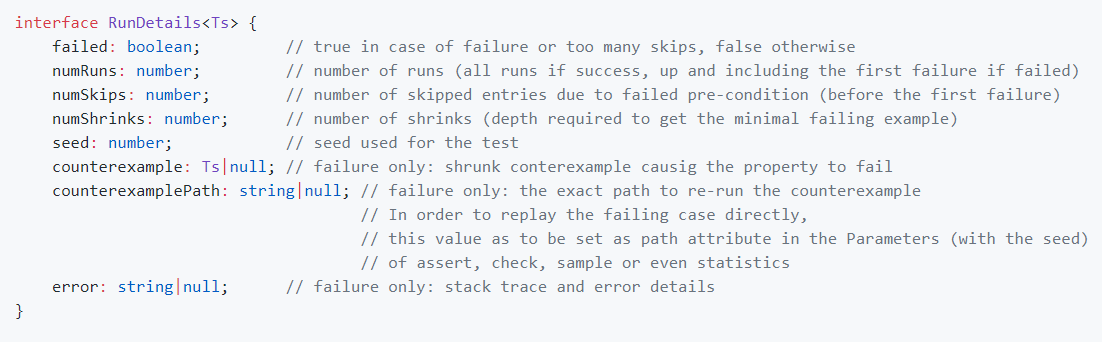 interface RunDetails<Ts> {
    failed: boolean;         // true in case of failure or too many skips, false otherwise
    numRuns: number;         // number of runs (all runs if success, up and including the first failure if failed)
    numSkips: number;        // number of skipped entries due to failed pre-condition (before the first failure)
    numShrinks: number;      // number of shrinks (depth required to get the minimal failing example)
    seed: number;            // seed used for the test
    counterexample: Ts|null; // failure only: shrunk conterexample causig the property to fail
    counterexamplePath: string|null; // failure only: the exact path to re-run the counterexample
                                     // In order to replay the failing case directly,
                                     // this value as to be set as path attribute in the Parameters (with the seed)
                                     // of assert, check, sample or even statistics
    error: string|null;      // failure only: stack trace and error details
}